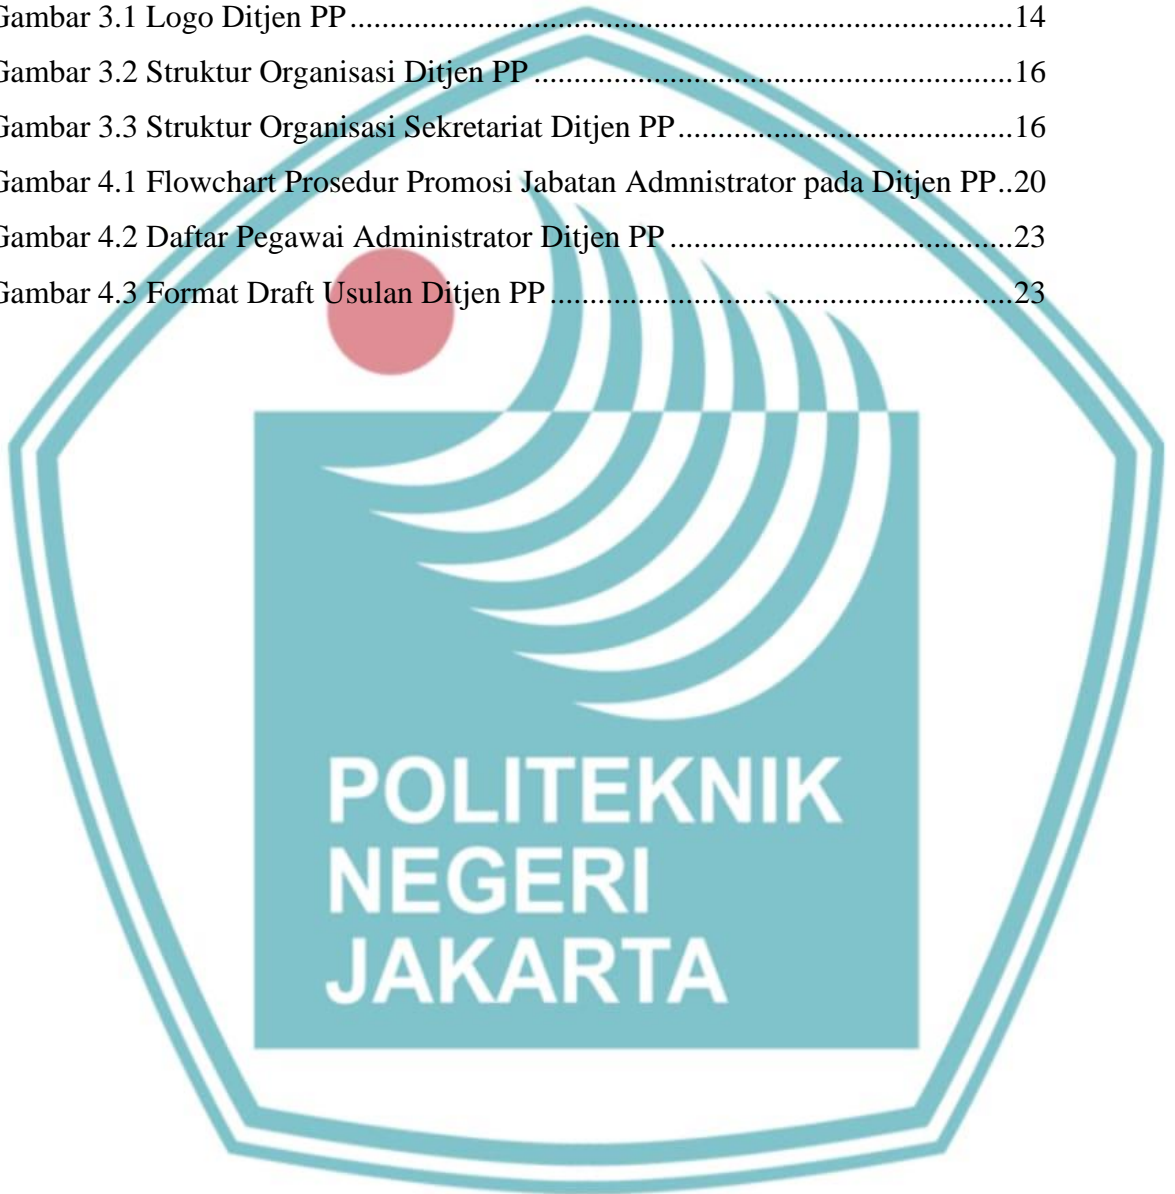 Gambar 3.1 Logo Ditjen PP....................................................................................14
Gambar 3.2 Struktur Organisasi Ditjen PP.............................................................16
Gambar 3.3 Struktur Organisasi Sekretariat Ditjen PP..........................................16
Gambar 4.1 Flowchart Prosedur Promosi Jabatan Admnistrator pada Ditjen PP..20
Gambar 4.2 Daftar Pegawai Administrator Ditjen PP...........................................23
Gambar 4.3 Format Draft Usulan Ditjen PP..........................................................23
POLITEKNIK
NEGERI
JAKARTA